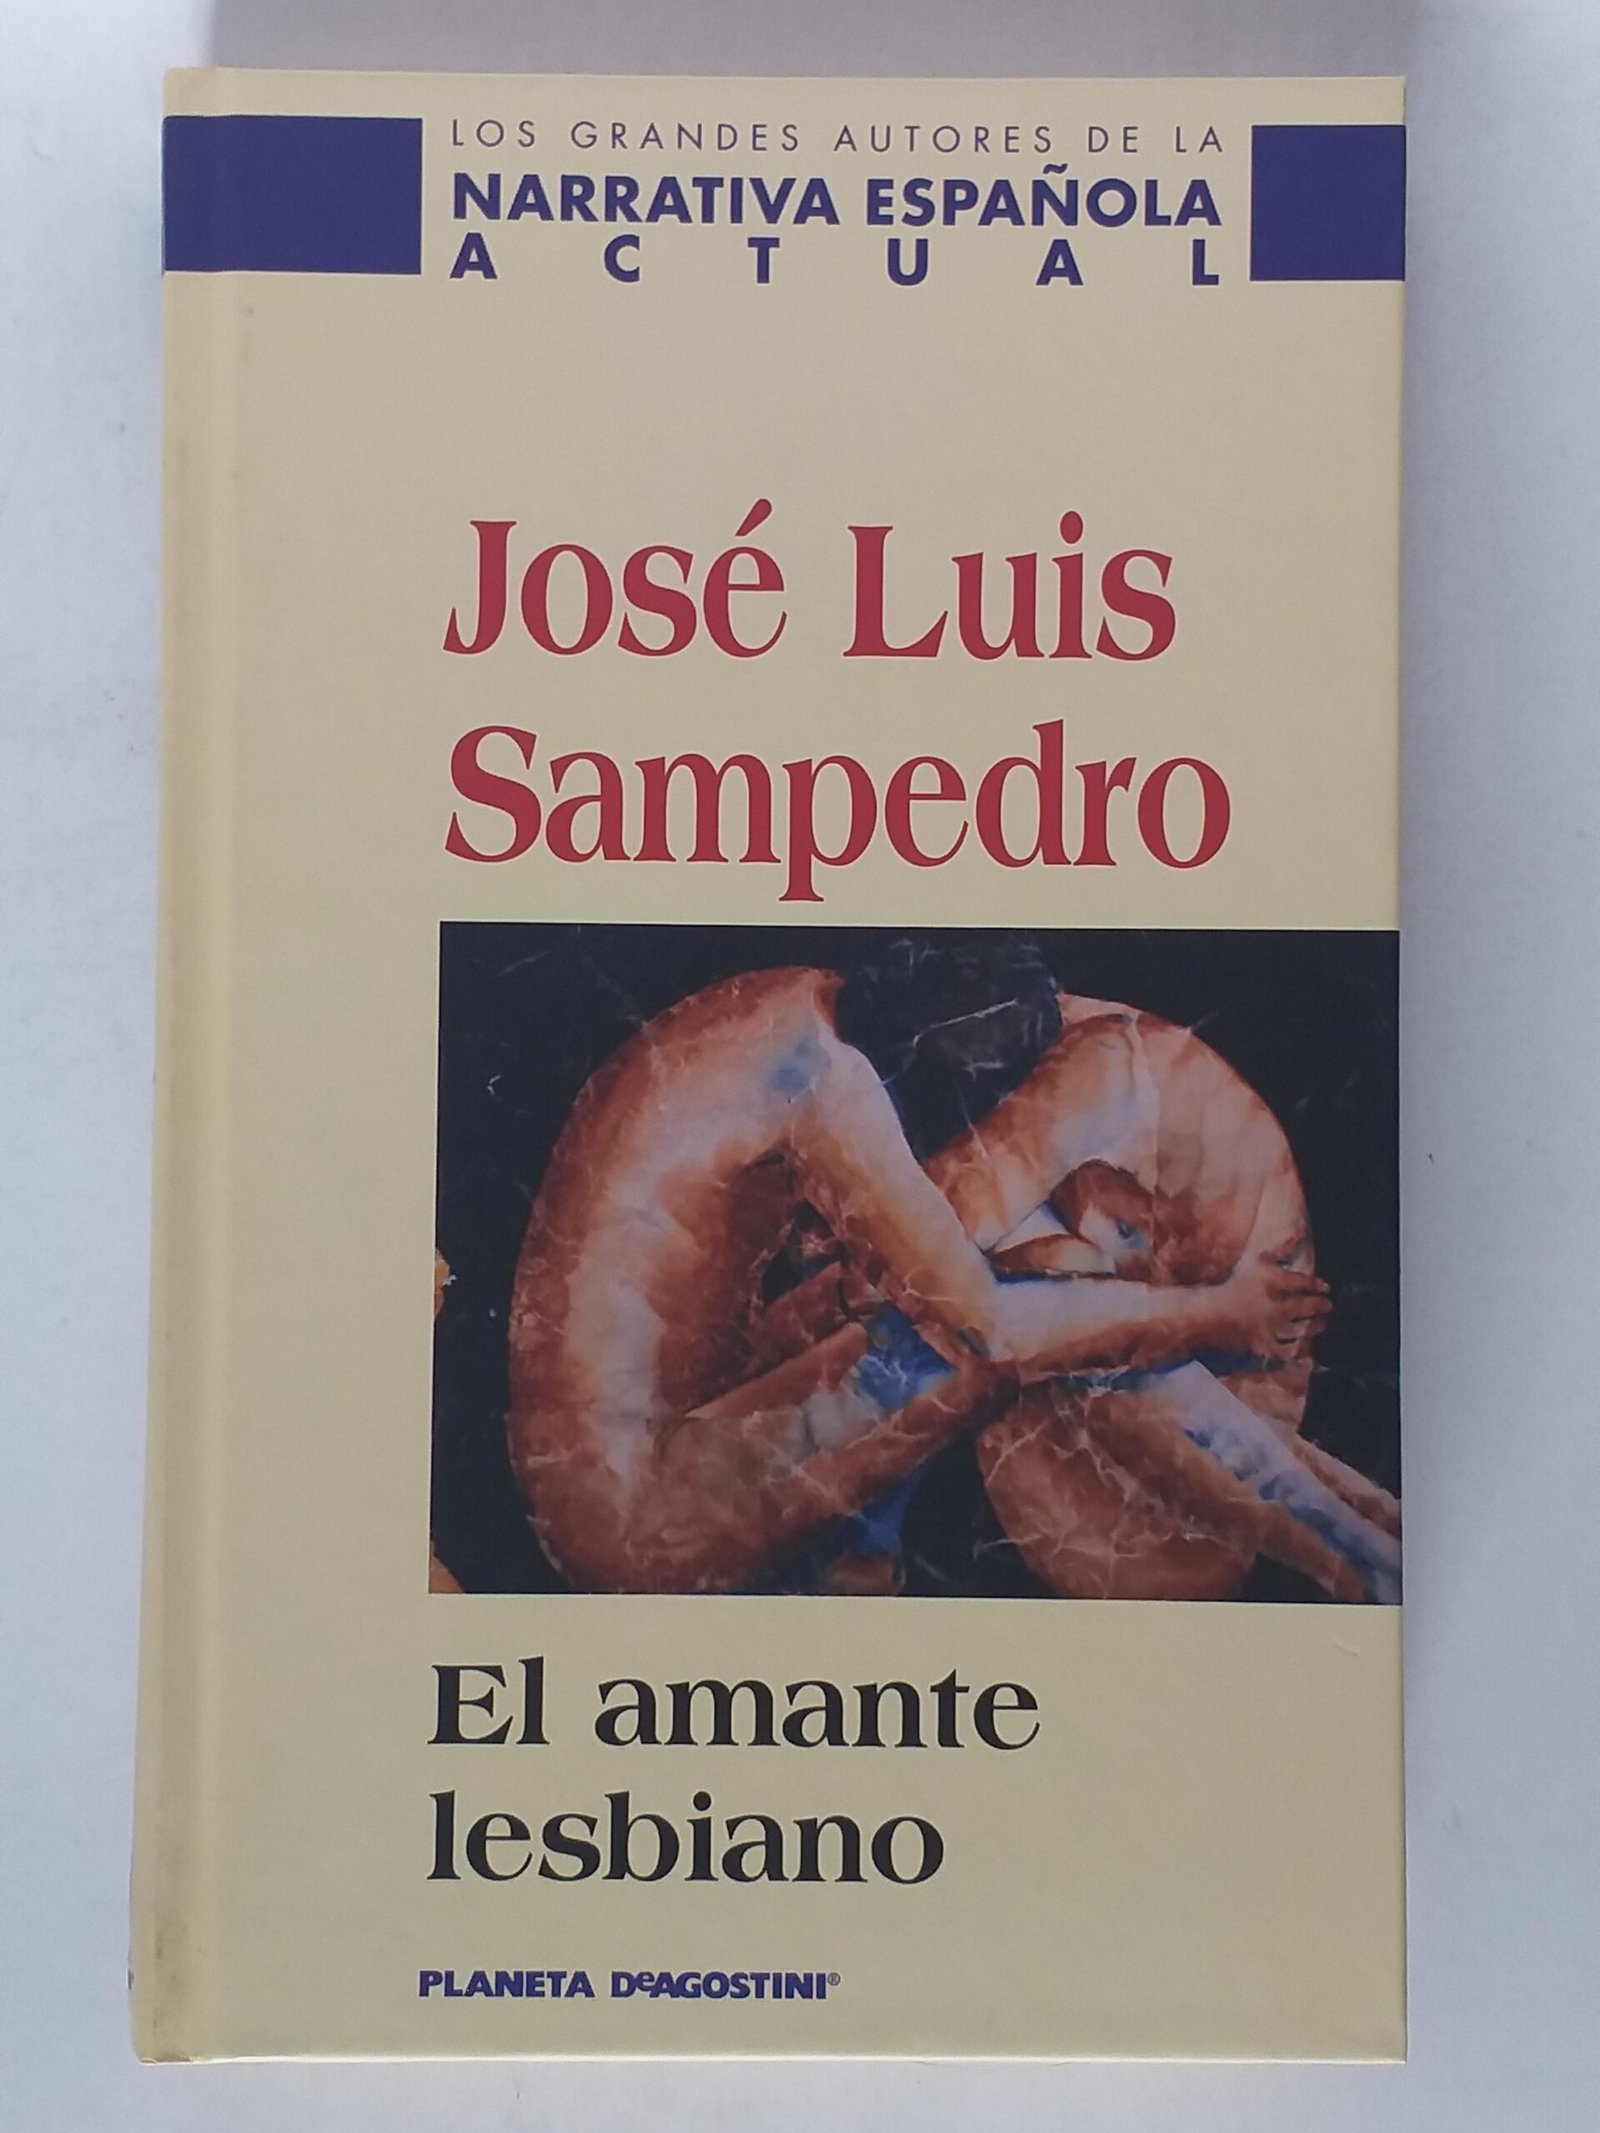 LOS GRANDES AUTORES DE LA
NARRATIVA ESPAÑOLA
ACTUAL
José Luis
Sampedro
El amante
lesbiano
PLANETA DeAGOSTINI®